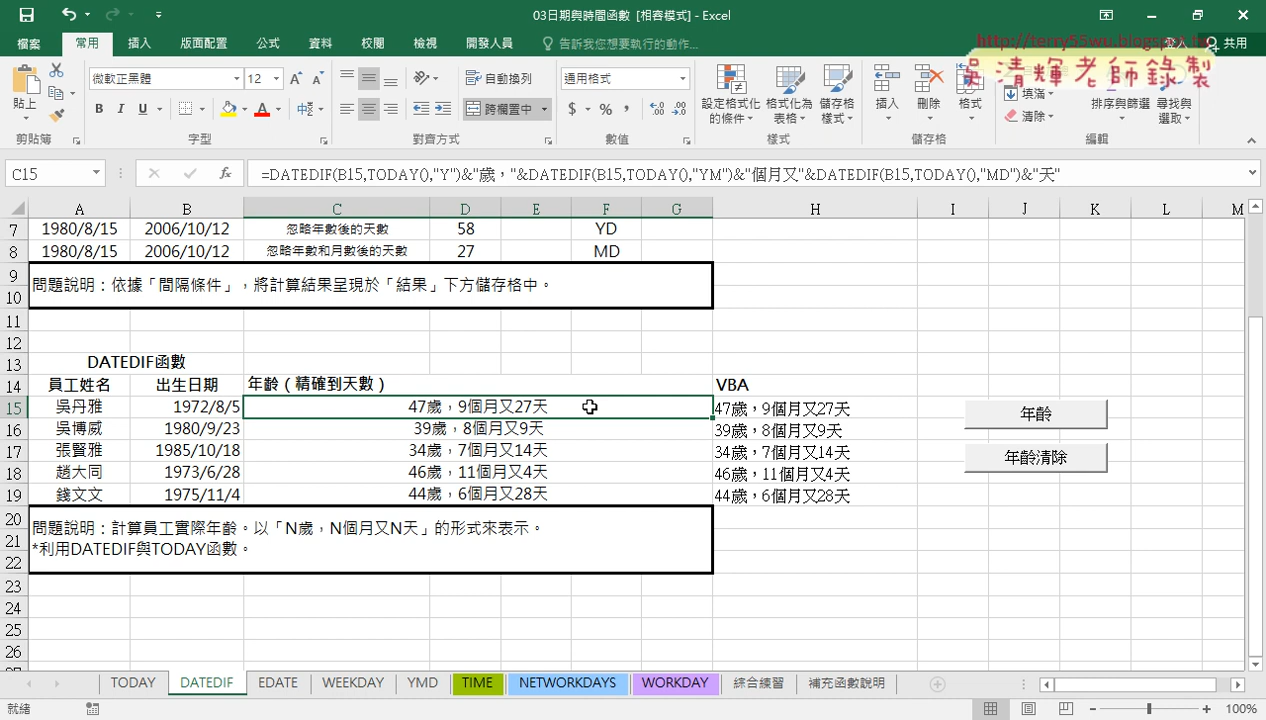 03日期與時間函數 [相容模式] - Excel
http://terry55wu.blogspot.tw
吳清輝老師錄製
檔案 常用 插入 版面配置 公式 資料 校閱 檢視 開發人員 告訴我您想要執行的動作... 登入 共用
貼上 微軟正黑體 12 自動換列 通用格式 設定格式化的條件 格式化為表格 儲存格樣式 插入 刪除 格式 填滿 排序與篩選 尋找與選取
B I U 跨欄置中 $ % 清除
剪貼簿 字型 對齊方式 數值 樣式 儲存格 編輯
C15 fx =DATEDIF(B15,TODAY(),"Y")&"歲，"&DATEDIF(B15,TODAY(),"YM")&"個月又"&DATEDIF(B15,TODAY(),"MD")&"天"
A B C D E F G H I J K L M
7 1980/8/15 2006/10/12 忽略年數後的天數 58 YD
8 1980/8/15 2006/10/12 忽略年數和月數後的天數 27 MD
9
問題說明：依據「間隔條件」，將計算結果呈現於「結果」下方儲存格中。
10
11
12
13 DATEDIF函數
14 員工姓名 出生日期 年齡（精確到天數） VBA
15 吳丹雅 1972/8/5 47歲，9個月又27天 47歲，9個月又27天 年齡
16 吳博威 1980/9/23 39歲，8個月又9天 39歲，8個月又9天
17 張賢雅 1985/10/18 34歲，7個月又14天 34歲，7個月又14天 年齡清除
18 趙大同 1973/6/28 46歲，11個月又4天 46歲，11個月又4天
19 錢文文 1975/11/4 44歲，6個月又28天 44歲，6個月又28天
20 問題說明：計算員工實際年齡。以「N歲，N個月又N天」的形式來表示。
21 *利用DATEDIF與TODAY函數。
22
23
24
25
26
TODAY DATEDIF EDATE WEEKDAY YMD TIME NETWORKDAYS WORKDAY 綜合練習 補充函數說明
就緒 100%